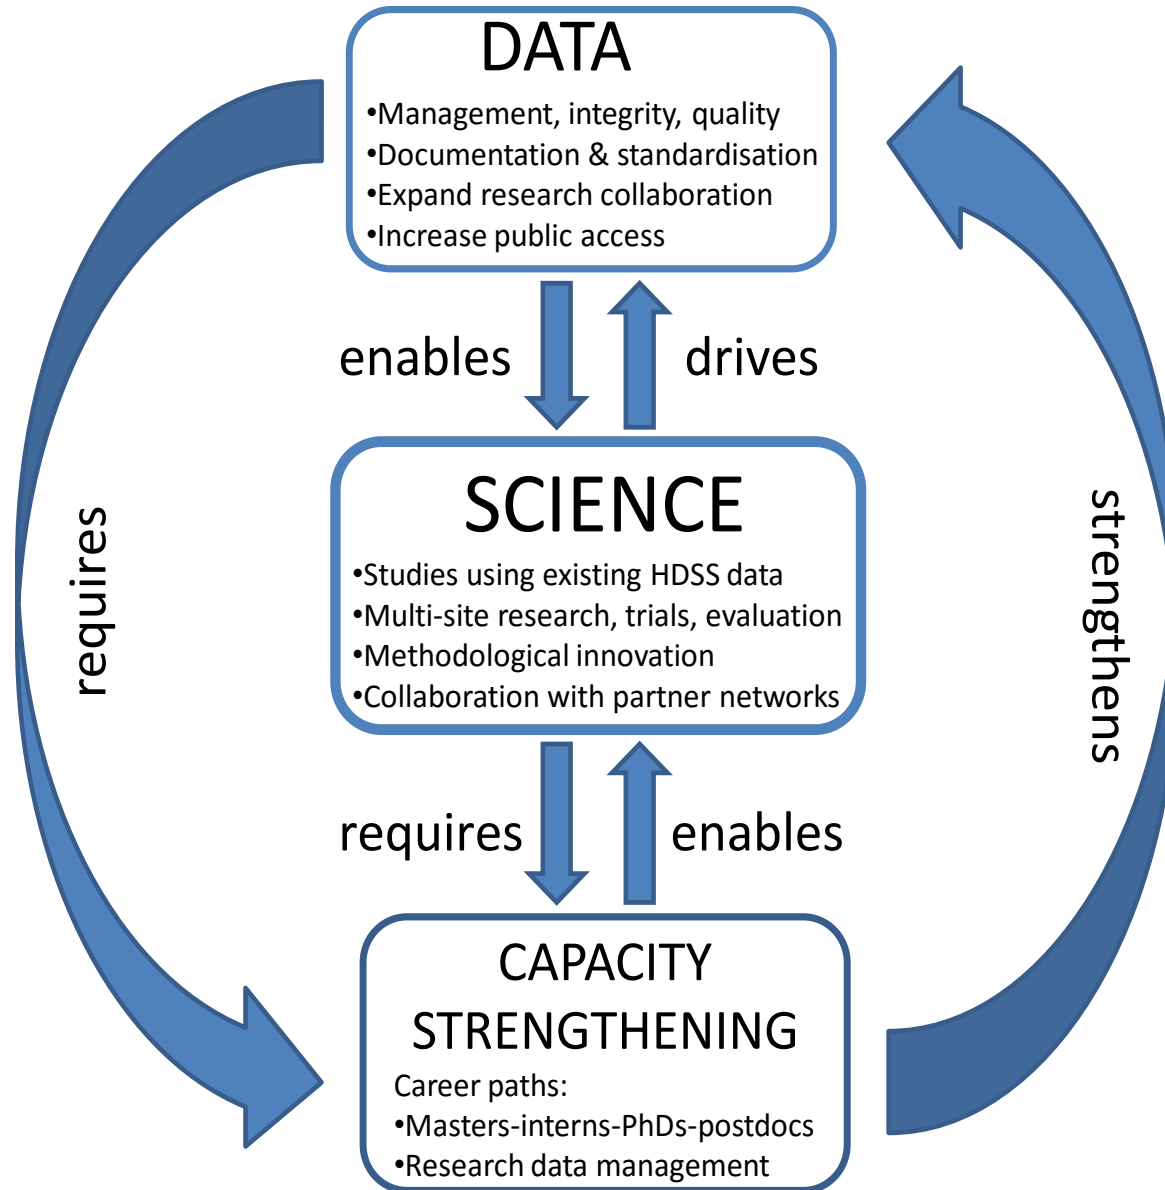 DATA
•Management, integrity, quality
•Documentation & standardisation
•Expand research collaboration
•Increase public access
enables
drives
requires
strengthens
SCIENCE
•Studies using existing HDSS data
•Multi-site research, trials, evaluation
•Methodological innovation
•Collaboration with partner networks
requires
enables
CAPACITY
STRENGTHENING
Career paths:
•Masters-interns-PhDs-postdocs
•Research data management